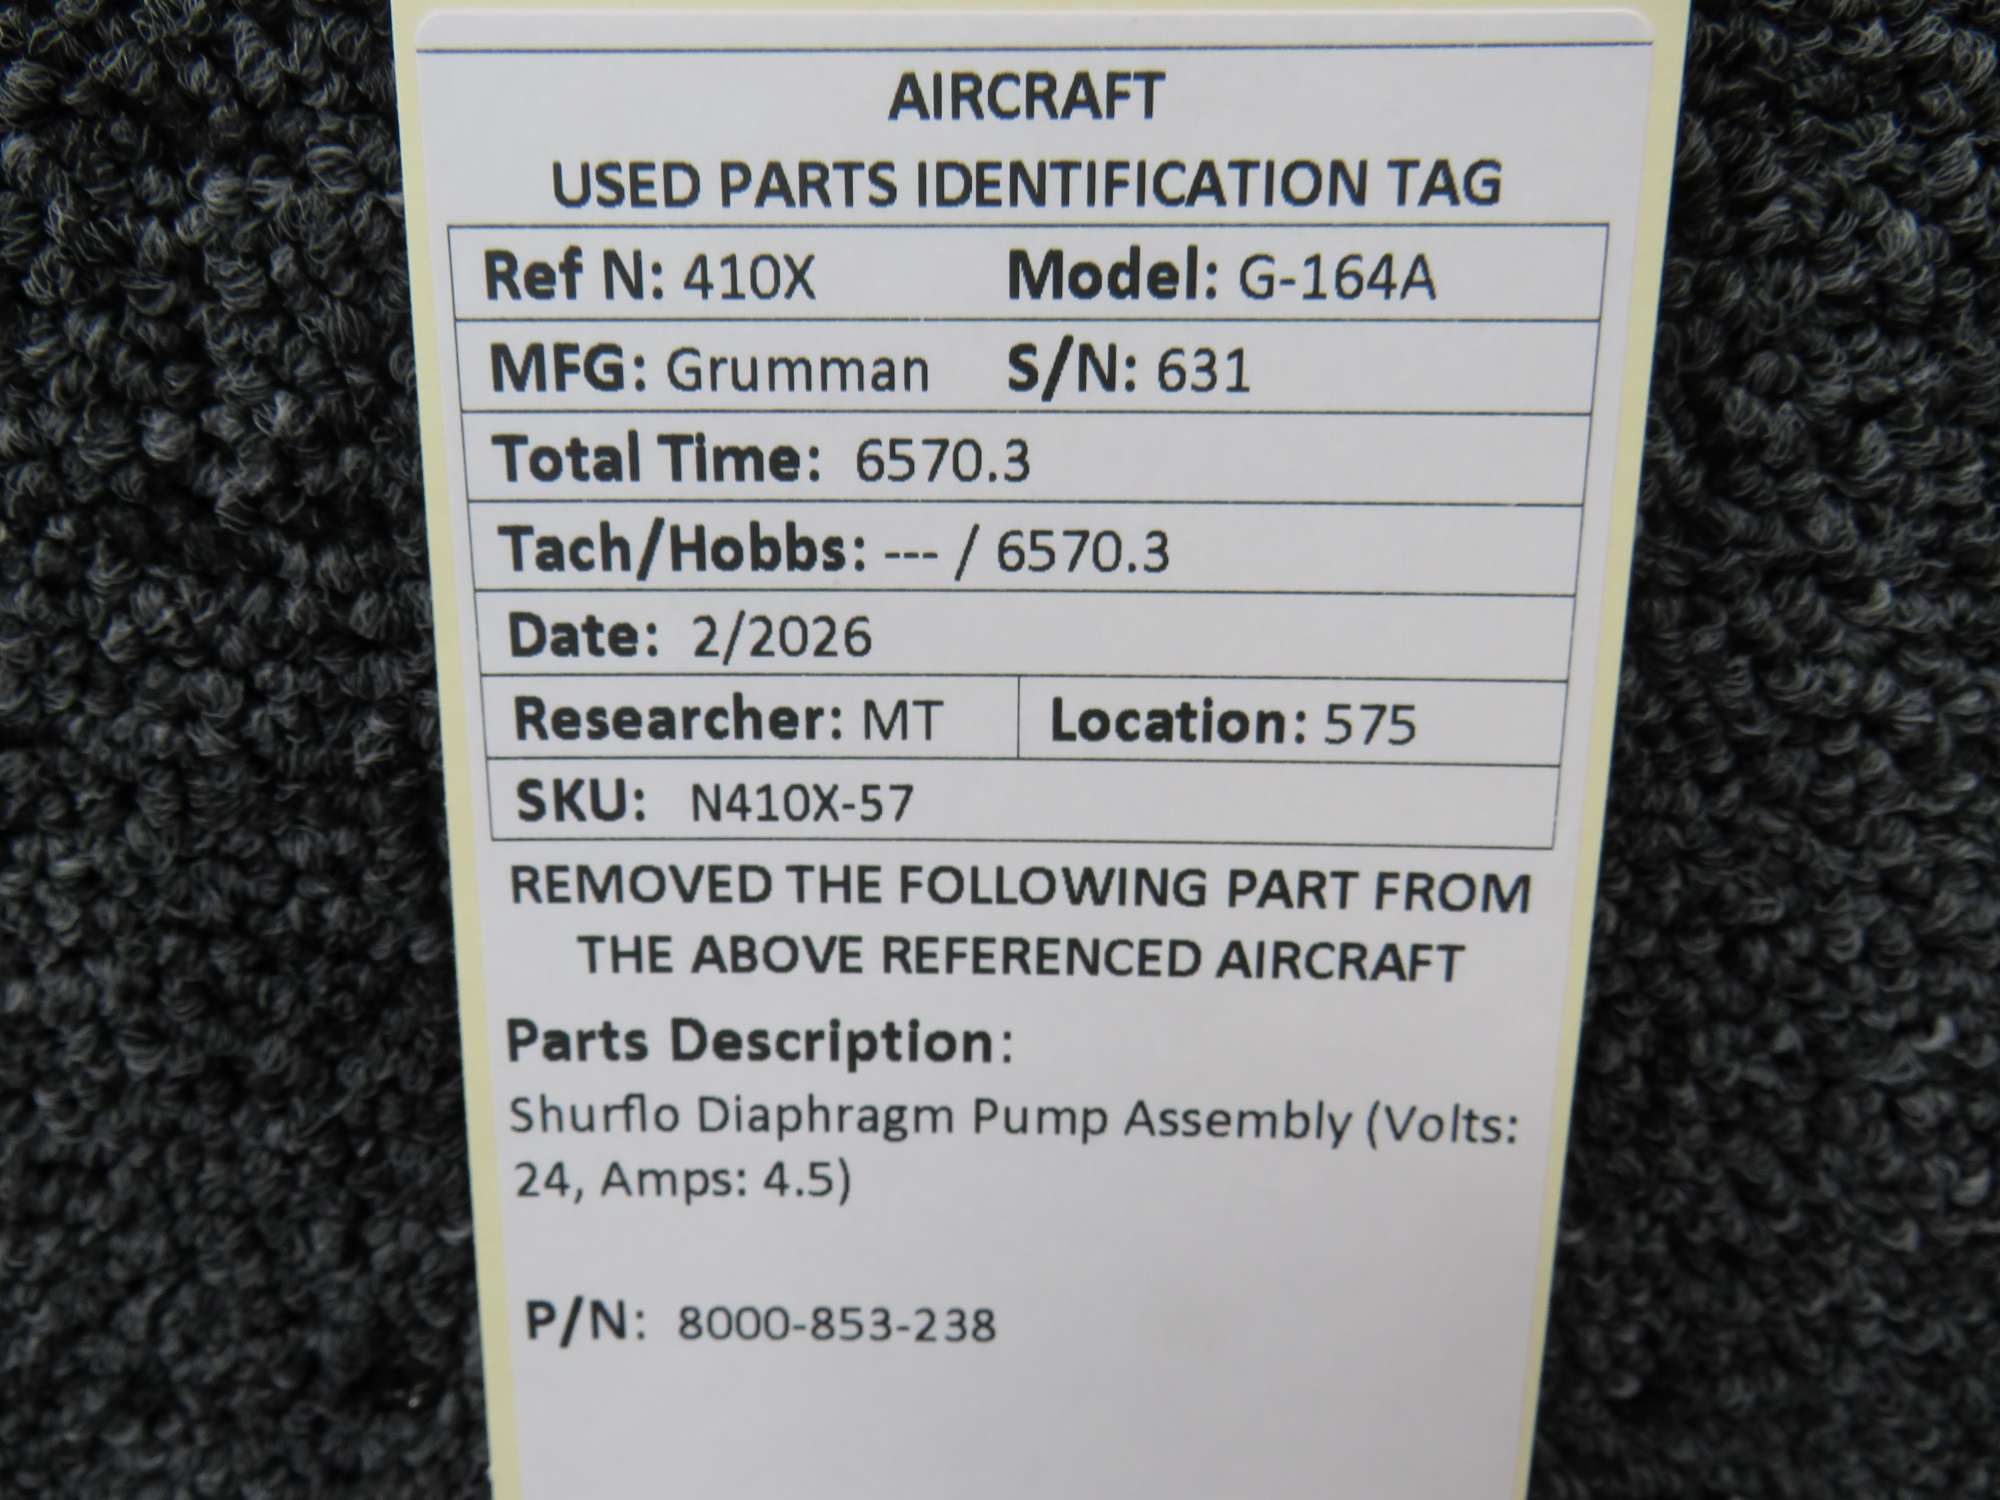 AIRCRAFT
USED PARTS IDENTIFICATION TAG
Ref N: 410X Model: G-164A
MFG: Grumman S/N: 631
Total Time: 6570.3
Tach/Hobbs: --- / 6570.3
Date: 2/2026
Researcher: MT Location: 575
SKU: N410X-57
REMOVED THE FOLLOWING PART FROM
THE ABOVE REFERENCED AIRCRAFT
Parts Description:
Shurflo Diaphragm Pump Assembly (Volts:
24, Amps: 4.5)
P/N: 8000-853-238